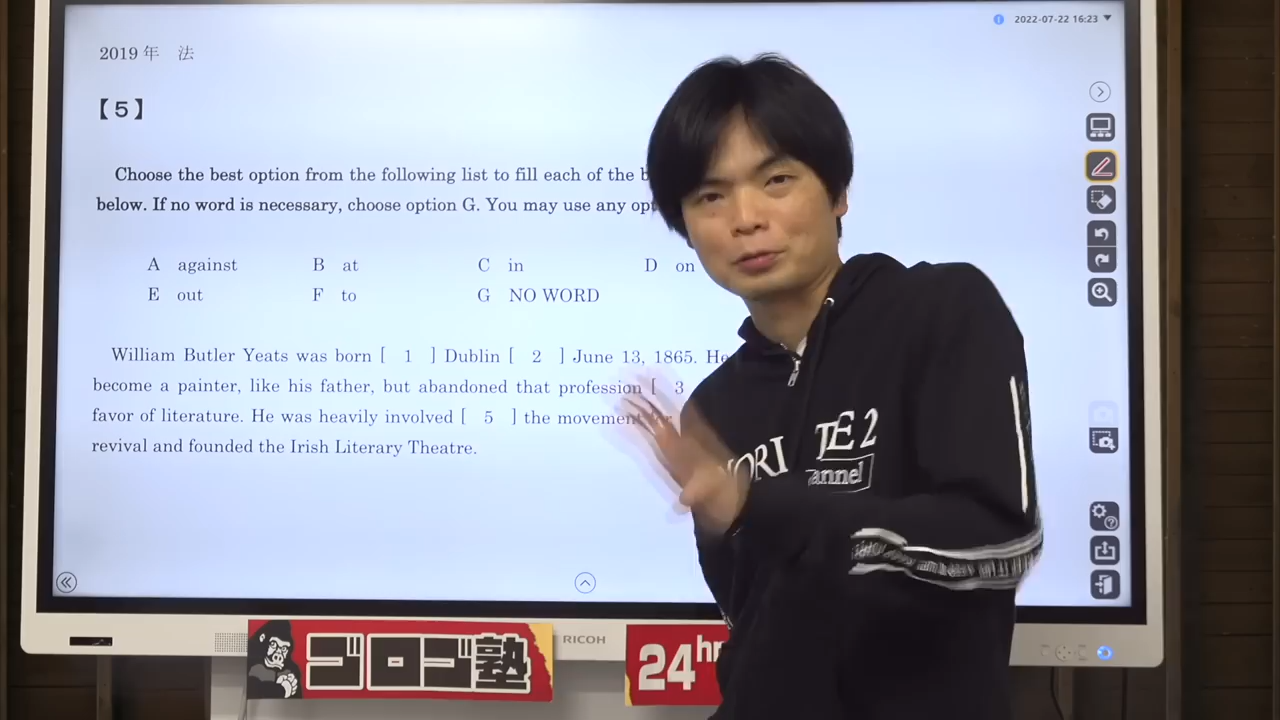 2022-07-22 16:23
2019年 法
【5】
Choose the best option from the following list to fill each of the
below. If no word is necessary, choose option G. You may use any
A against B at C in D on
E out F to G NO WORD
William Butler Yeats was born [ 1 ] Dublin [ 2 ] June 13, 1865. He
become a painter, like his father, but abandoned that profession [ 3
favor of literature. He was heavily involved [ 5 ] the movement
revival and founded the Irish Literary Theatre.
ゴロゴ塾
RICOH
24hr